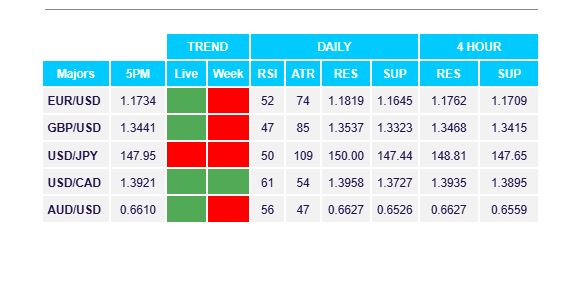 TREND DAILY 4 HOUR
Majors 5PM Live Week RSI ATR RES SUP RES SUP
EUR/USD 1.1734 52 74 1.1819 1.1645 1.1762 1.1709
GBP/USD 1.3441 47 85 1.3537 1.3323 1.3468 1.3415
USD/JPY 147.95 50 109 150.00 147.44 148.81 147.65
USD/CAD 1.3921 61 54 1.3958 1.3727 1.3935 1.3895
AUD/USD 0.6610 56 47 0.6627 0.6526 0.6627 0.6559